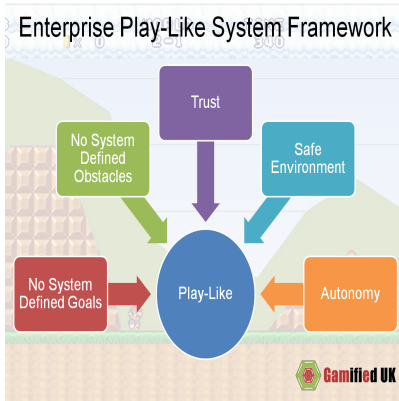 Enterprise Play-Like System Framework
Trust
No System
Defined
Obstacles
Safe
Environment
No System
Defined Goals
Play-Like
Autonomy
Gamified UK